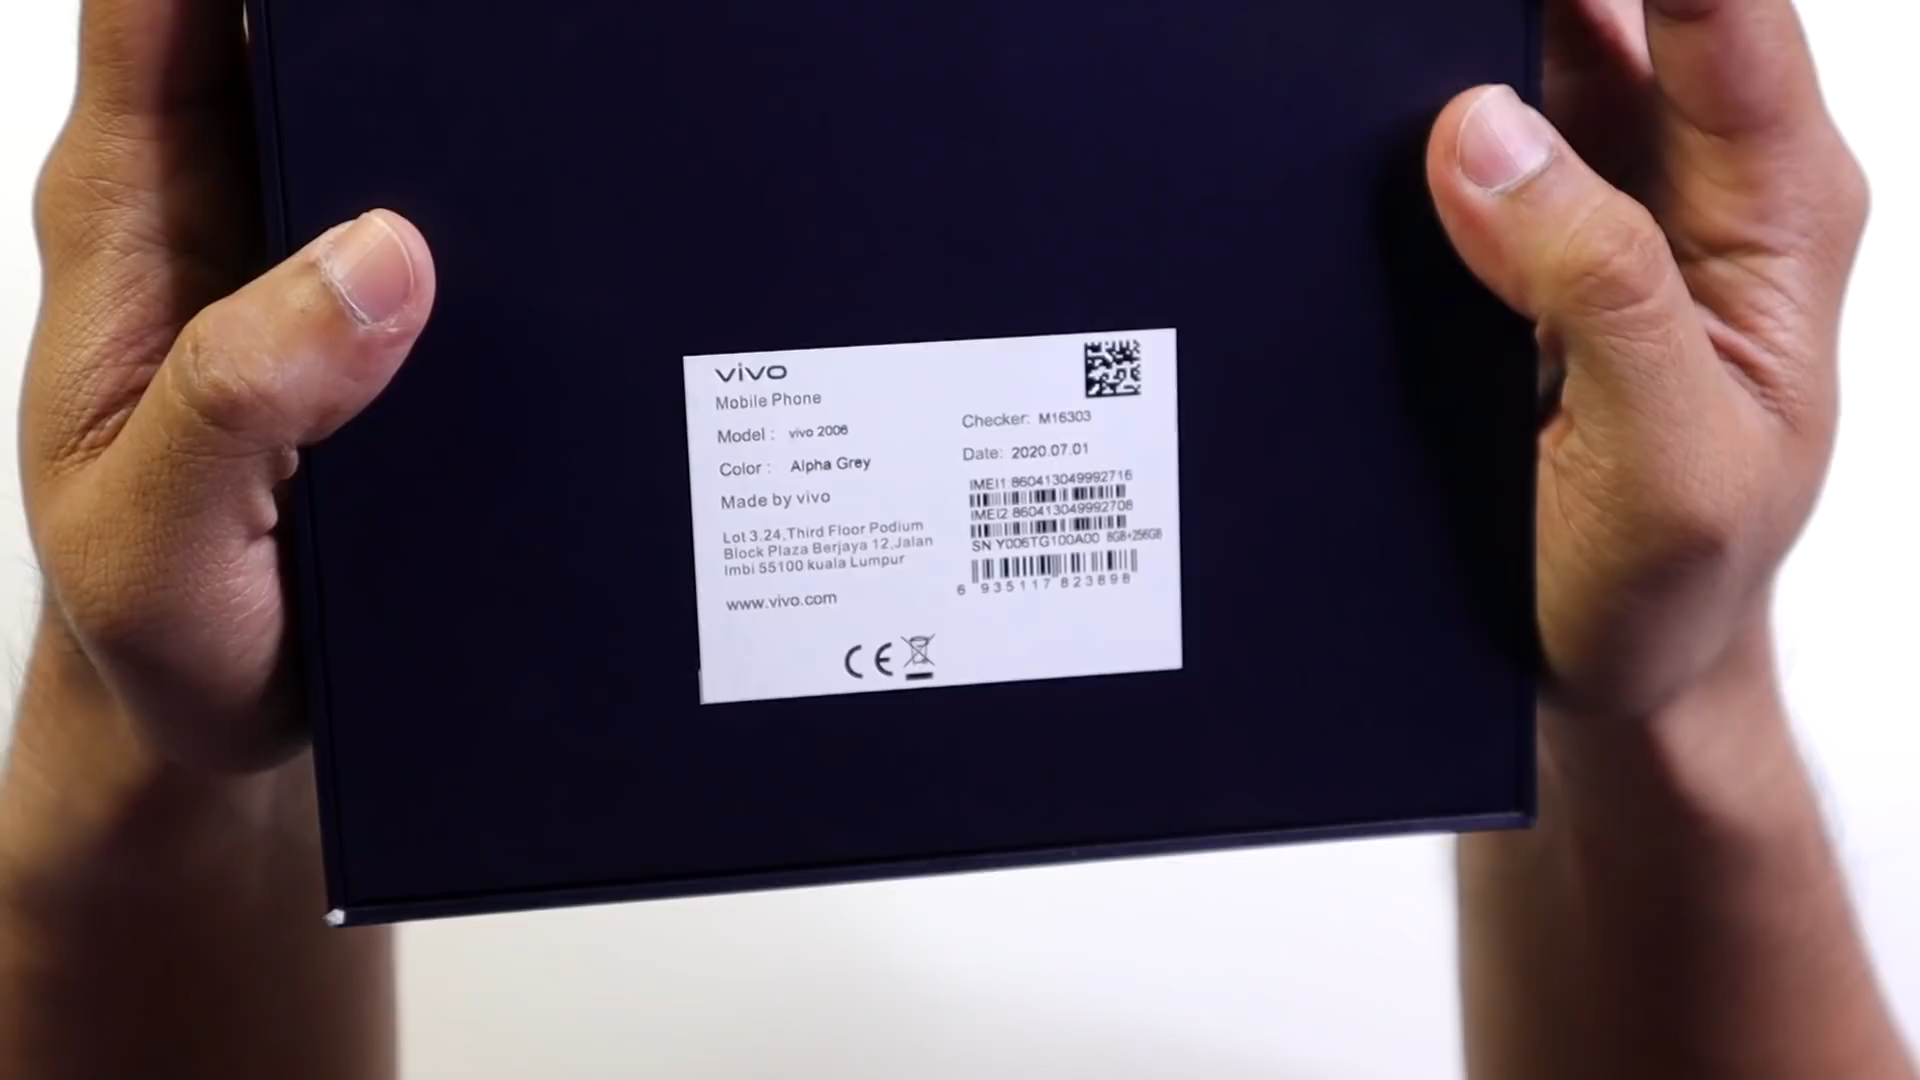 vivo
Mobile Phone
Model : vivo 2006
Color : Alpha Grey
Made by vivo
Lot 3.24,Third Floor Podium
Block Plaza Berjaya 12,Jalan
Imbi 55100 kuala Lumpur
www.vivo.com
CE
Checker: M16303
Date: 2020.07.01
IMEI1 860413049992716
IMEI2 860413049992708
SN Y006TG100A00 8GB+256GB
6 935117 823898